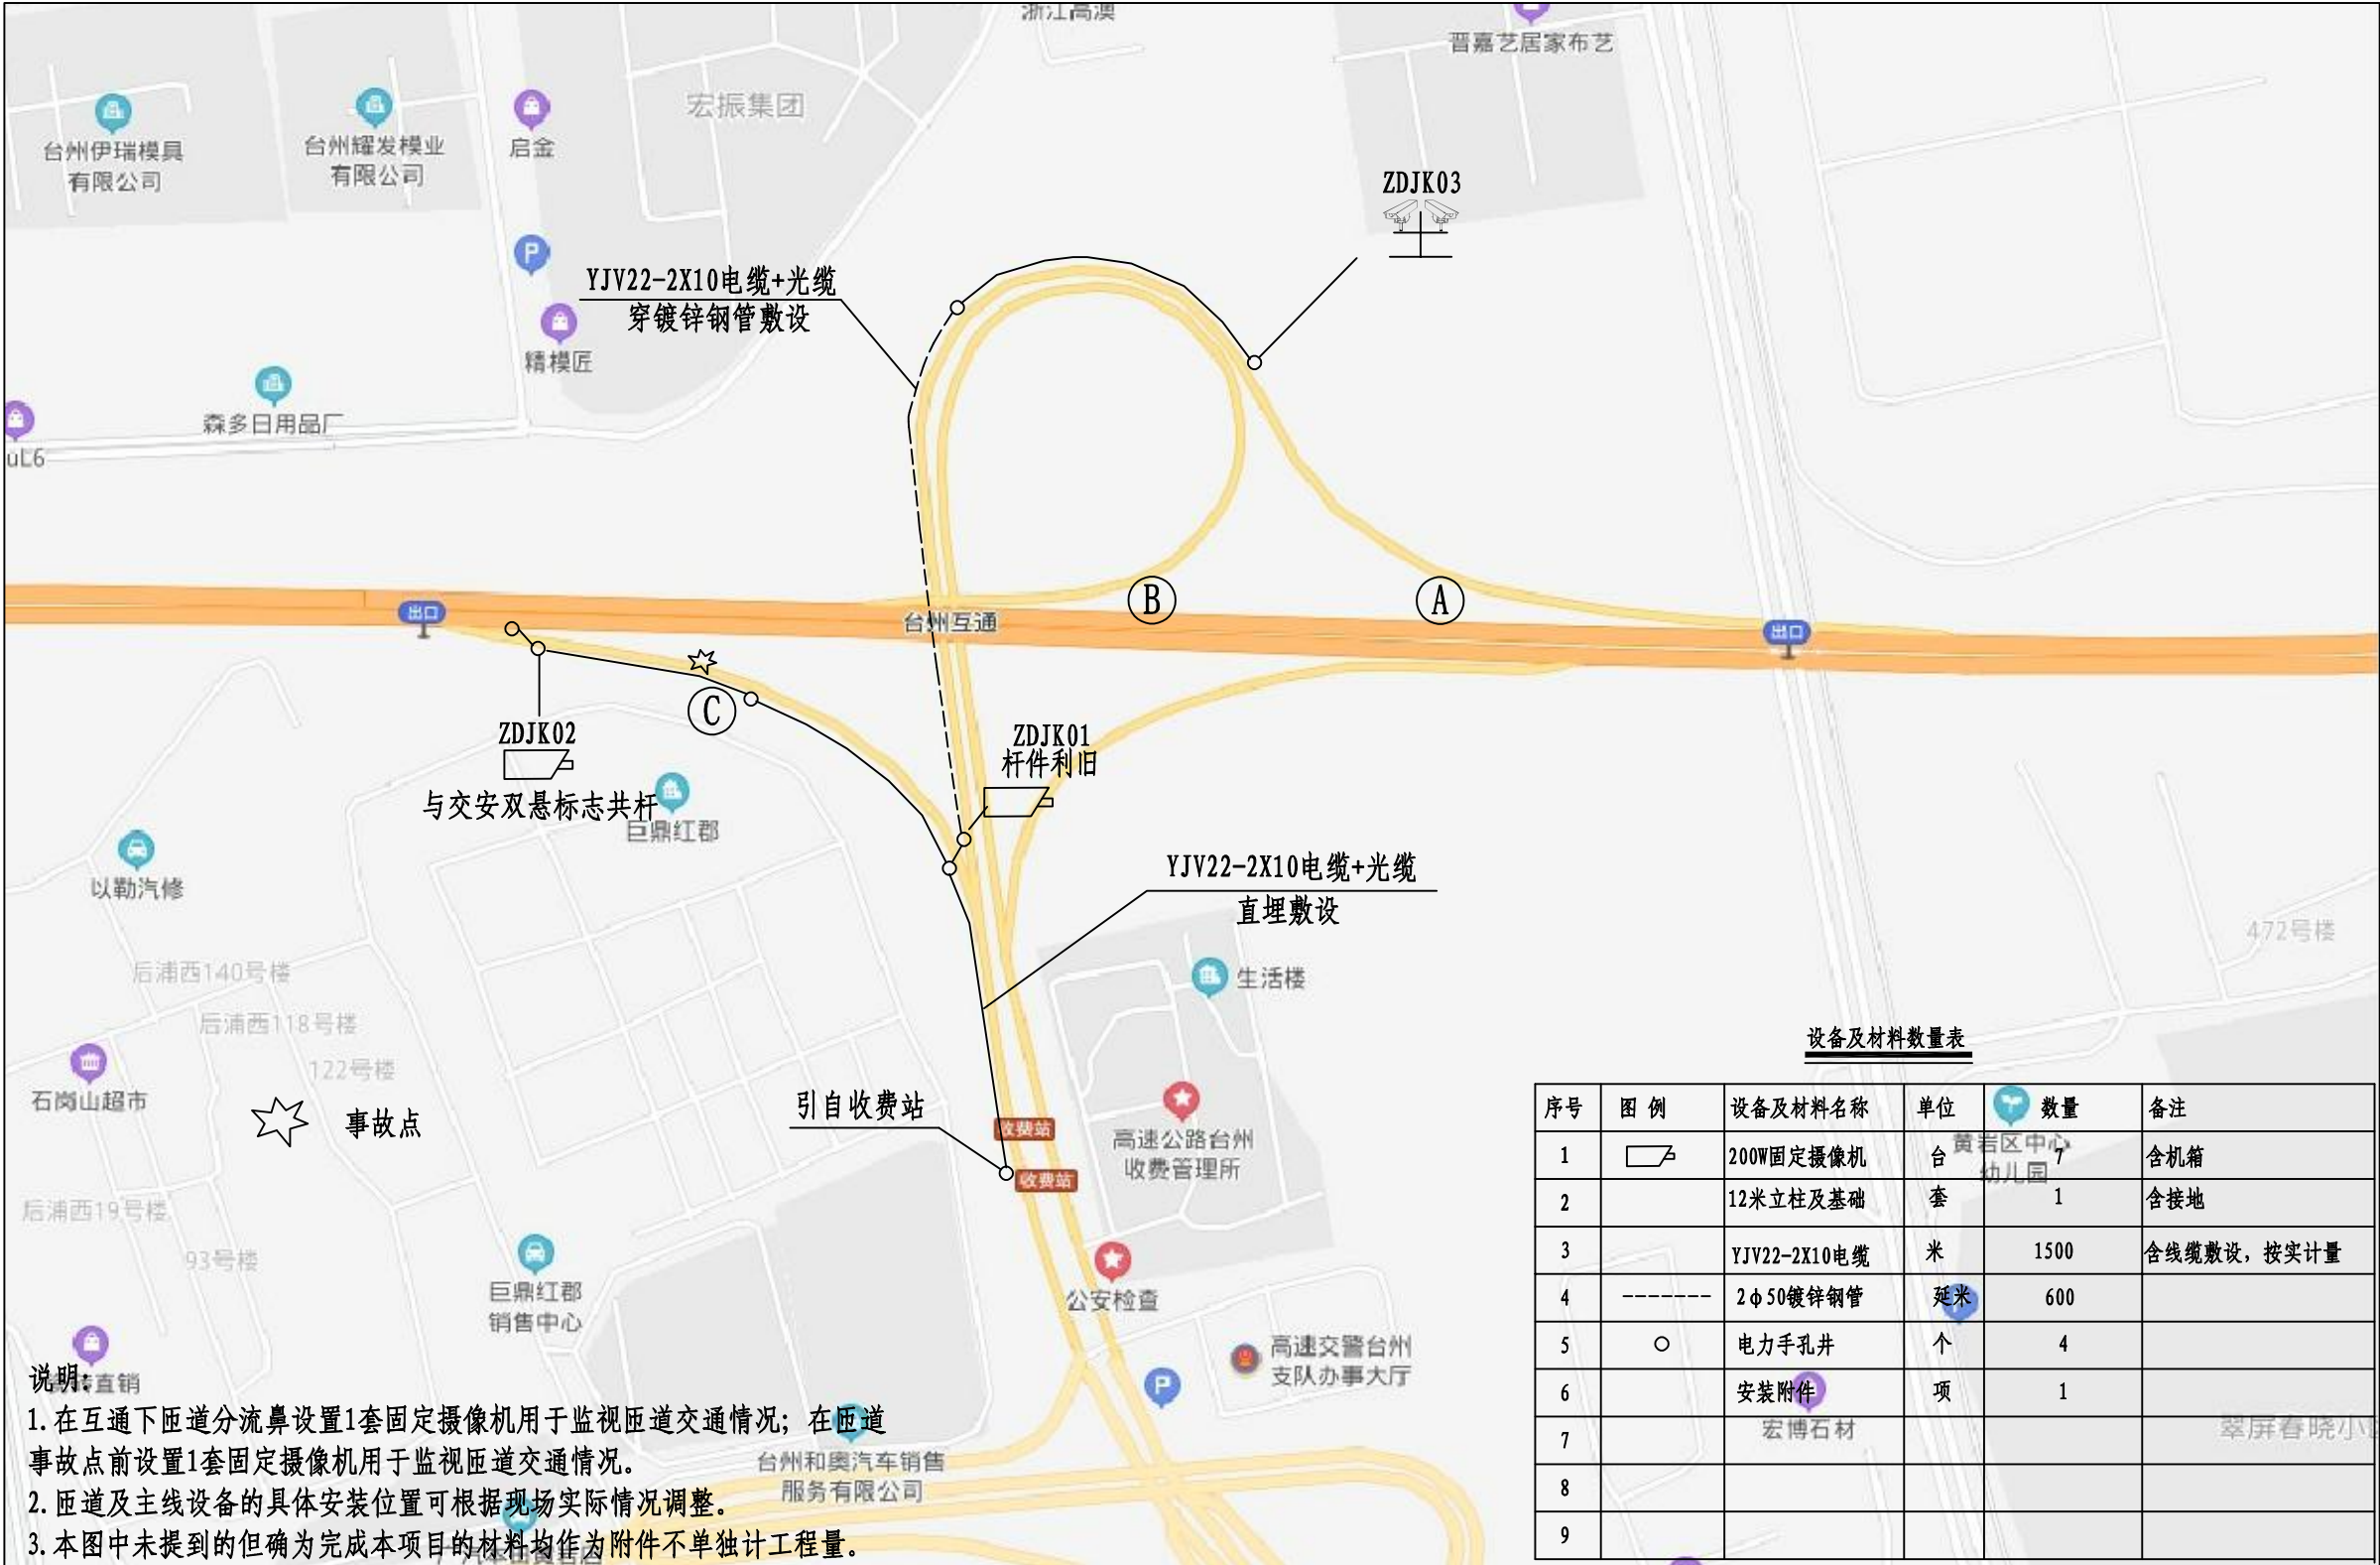 浙江高澳
晋嘉艺居家布艺
宏振集团
台州伊瑞模具
有限公司
台州耀发模业
有限公司
启金
ZDJK03
P
YJV22-2X10电缆+光缆
穿镀锌钢管敷设
精模匠
森多日用品厂
uL6
出口
台州互通
B
A
出口
C
ZDJK02
与交安双悬标志共杆
ZDJK01
杆件利旧
巨鼎红郡
以勒汽修
YJV22-2X10电缆+光缆
直埋敷设
472号楼
后浦西140号楼
生活楼
后浦西118号楼
122号楼
石岗山超市
事故点
引自收费站
收费站
收费站
高速公路台州
收费管理所
后浦西19号楼
93号楼
巨鼎红郡
销售中心
公安检查
高速交警台州
支队办事大厅
P
台州和奥汽车销售
服务有限公司
设备及材料数量表
序号 图 例 设备及材料名称 单位 数量 备注
1 200W固定摄像机 台 7 含机箱
2 12米立柱及基础 套 1 含接地
3 YJV22-2X10电缆 米 1500 含线缆敷设，按实计量
4 2φ50镀锌钢管 延米 600
5 电力手孔井 个 4
6 安装附件 项 1
7
8
9
黄岩区中心
幼儿园
宏博石材
翠屏春晓小
直销
说明：
1.在互通下匝道分流鼻设置1套固定摄像机用于监视匝道交通情况；在匝道
事故点前设置1套固定摄像机用于监视匝道交通情况。
2.匝道及主线设备的具体安装位置可根据现场实际情况调整。
3.本图中未提到的但确为完成本项目的材料均作为附件不单独计工程量。